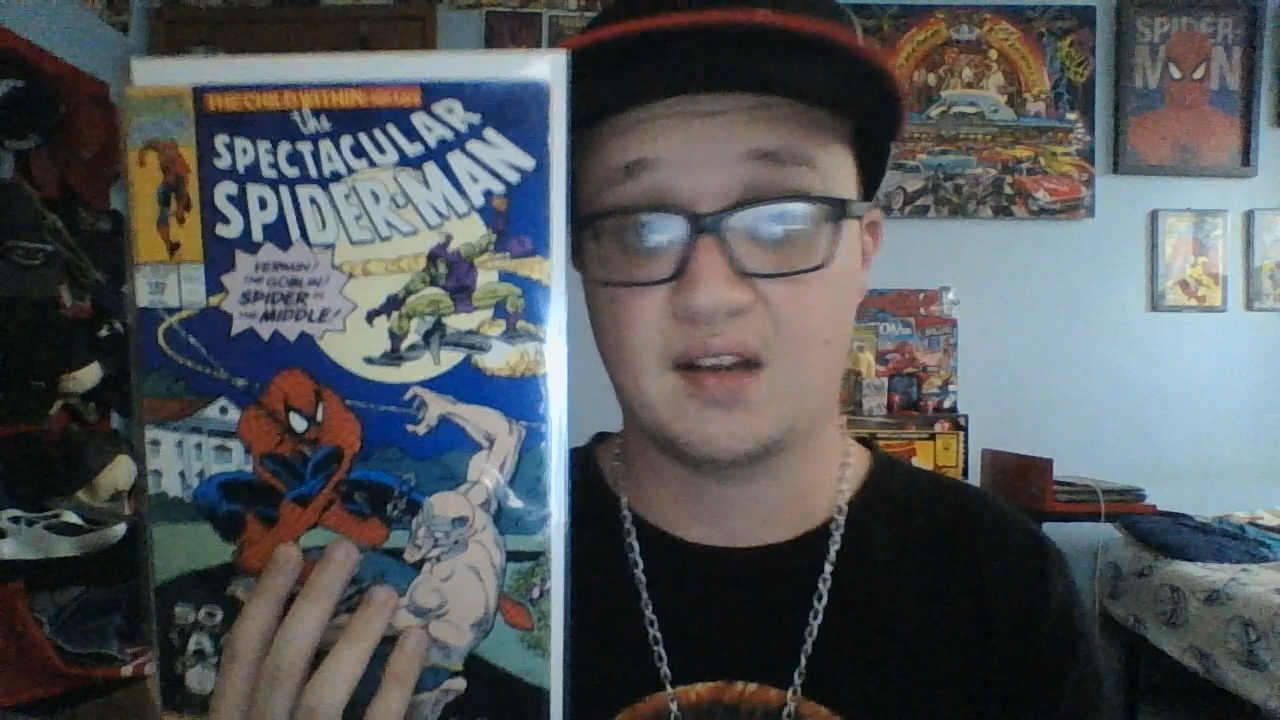 THE CHILD WITHIN
the
SPECTACULAR
SPIDER-MAN
VERMIN!
THE GOBLIN!
SPIDER IN
THE MIDDLE!
SPIDER-
MAN